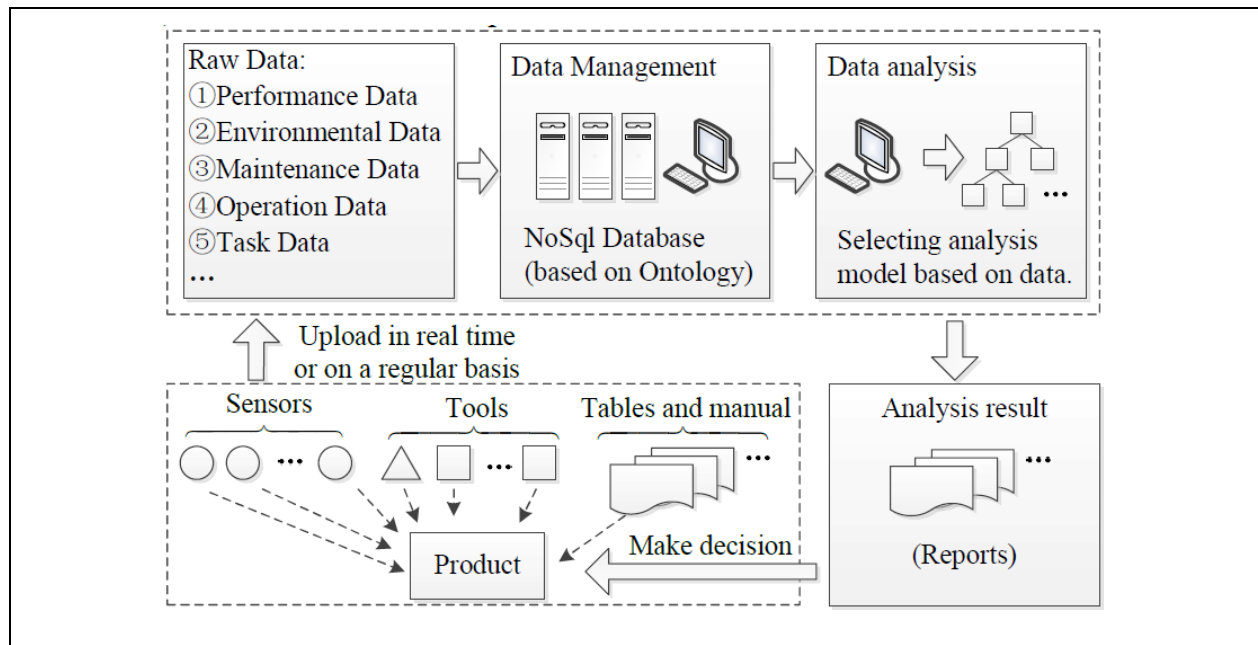 Raw Data:
①Performance Data
②Environmental Data
③Maintenance Data
④Operation Data
⑤Task Data
...
Data Management
NoSql Database
(based on Ontology)
Data analysis
...
Selecting analysis
model based on data.
Upload in real time
or on a regular basis
Sensors
...
Tools
...
Tables and manual
...
Product
Make decision
Analysis result
...
(Reports)